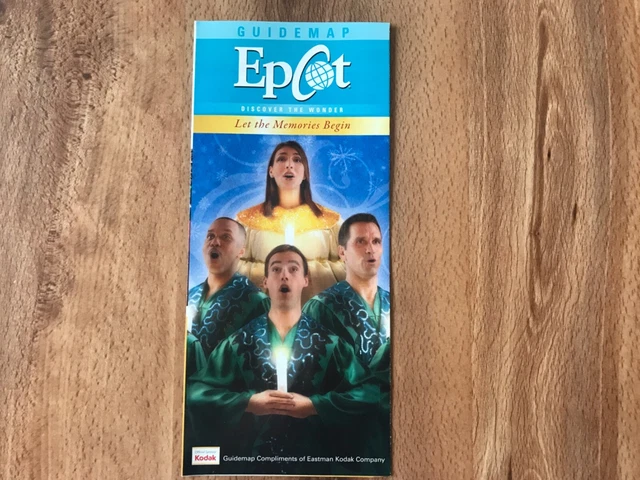 GUIDEMAP
Epcot
DISCOVER THE WONDER
Let the Memories Begin
Kodak
Guidemap Compliments of Eastman Kodak Company